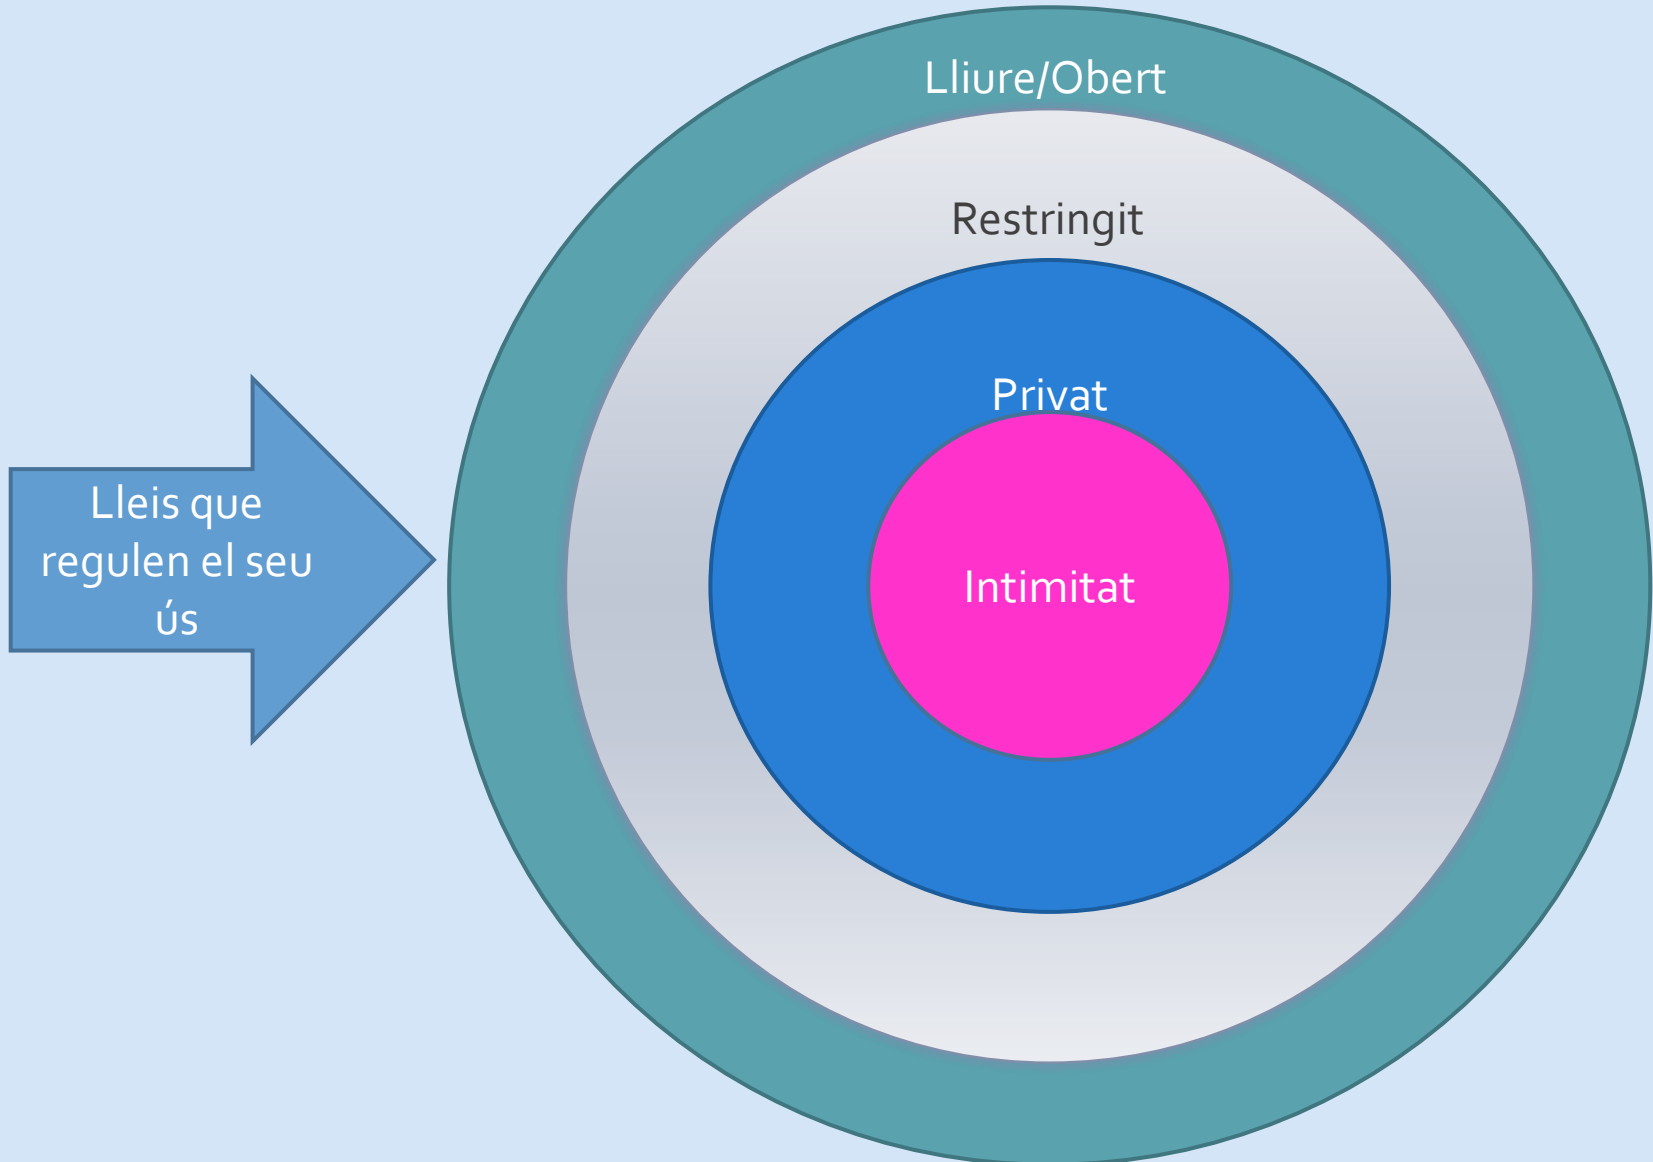 Lliure/Obert
Restringit
Privat
Intimitat
Lleis que
regulen el seu
ús